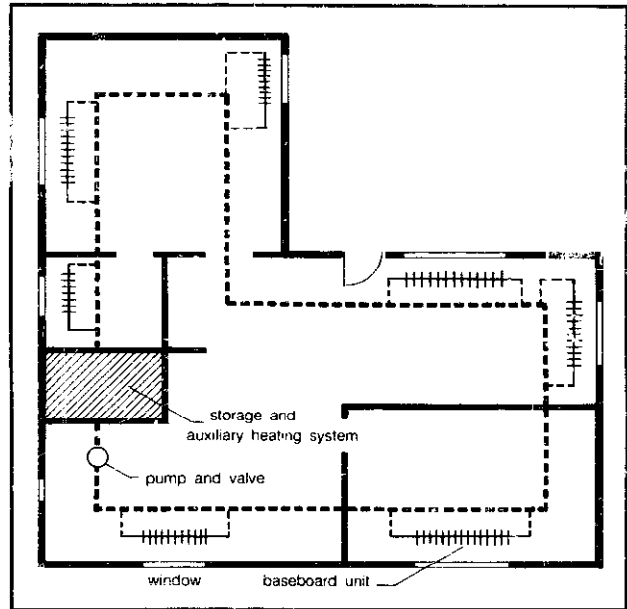 storage and
auxiliary heating system
pump and valve
window
baseboard unit